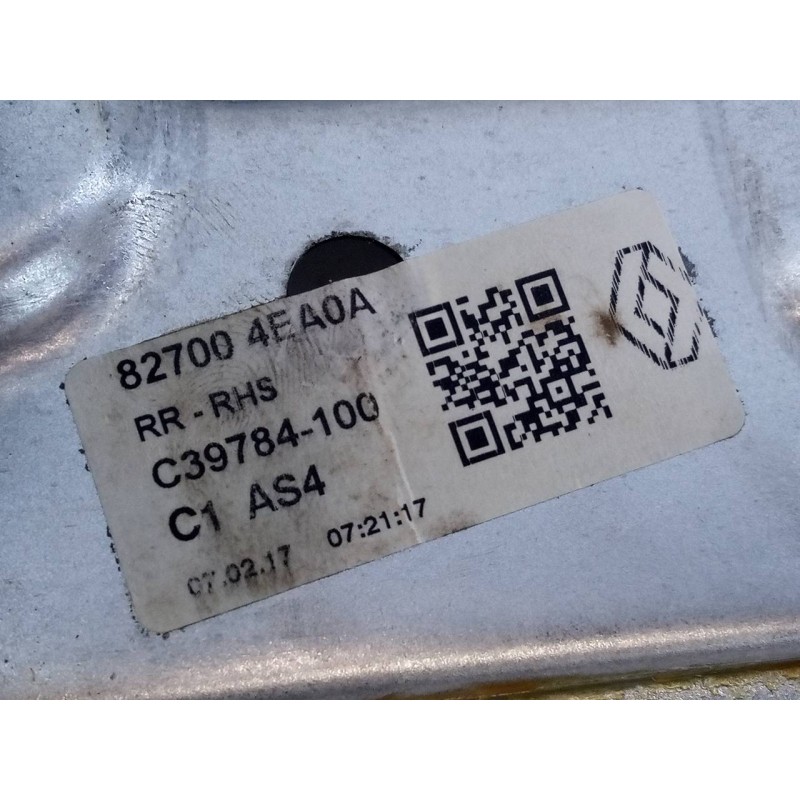 82700 4EA0A
RR - RHS
C39784-100
C1 AS4
07.02.17 07:21:17